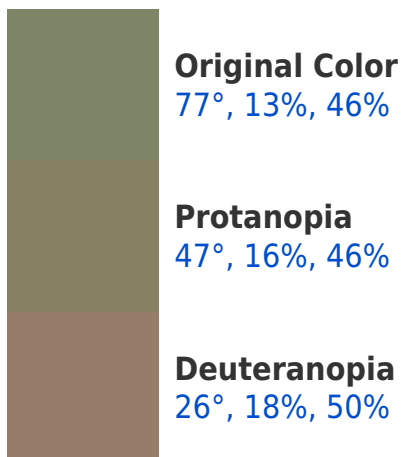 Original Color
77°, 13%, 46%
Protanopia
47°, 16%, 46%
Deuteranopia
26°, 18%, 50%